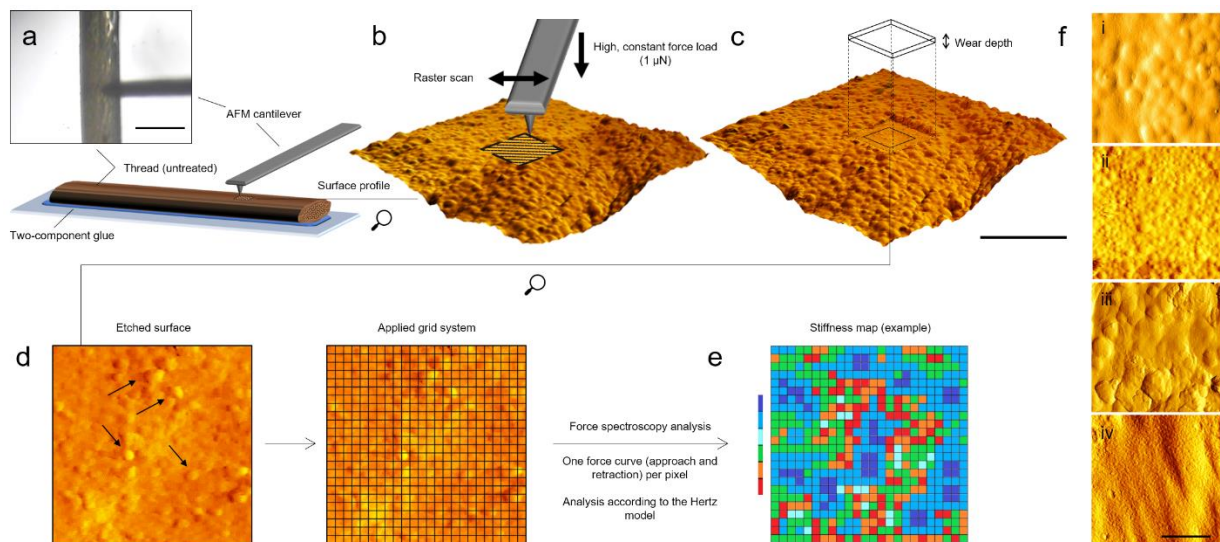 a
AFM cantilever
Thread (untreated)
Surface profile
Two-component glue
b
High, constant force load
(1 µN)
Raster scan
c
Wear depth
d
Etched surface
Applied grid system
Force spectroscopy analysis
One force curve (approach and
retraction) per pixel
Analysis according to the Hertz
model
e
Stiffness map (example)
f
i
ii
iii
iv